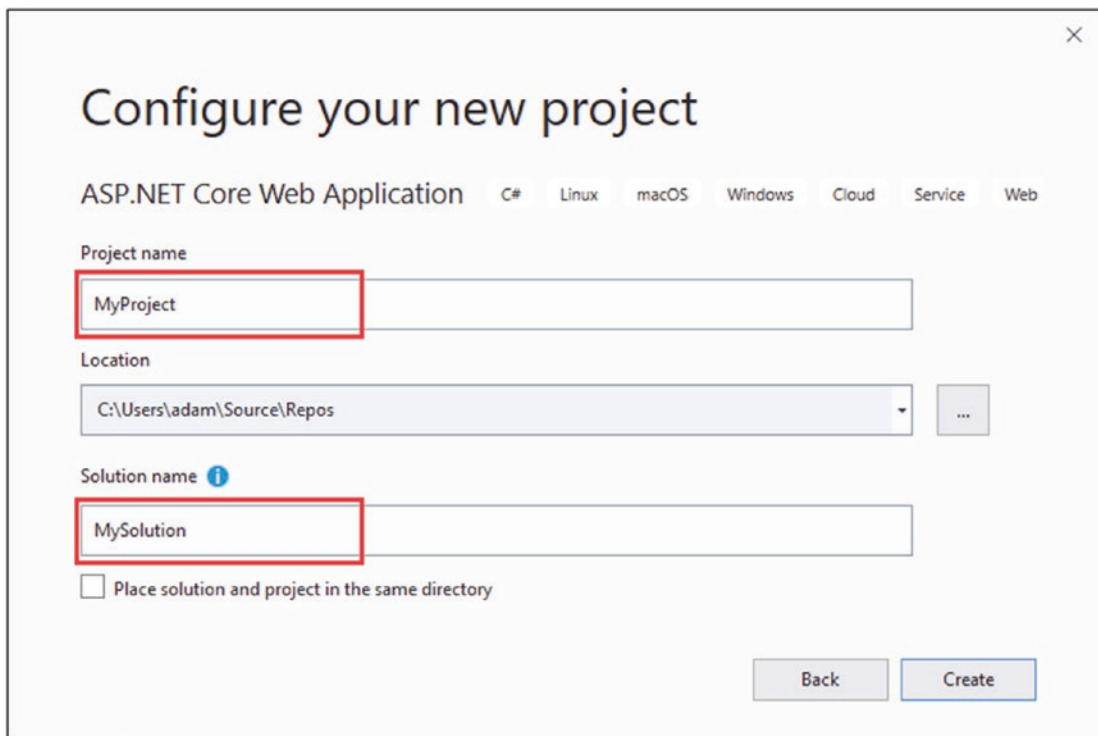 Configure your new project
ASP.NET Core Web Application C# Linux macOS Windows Cloud Service Web
Project name
MyProject
Location
C:\Users\adam\Source\Repos
...
Solution name i
MySolution
Place solution and project in the same directory
Back Create